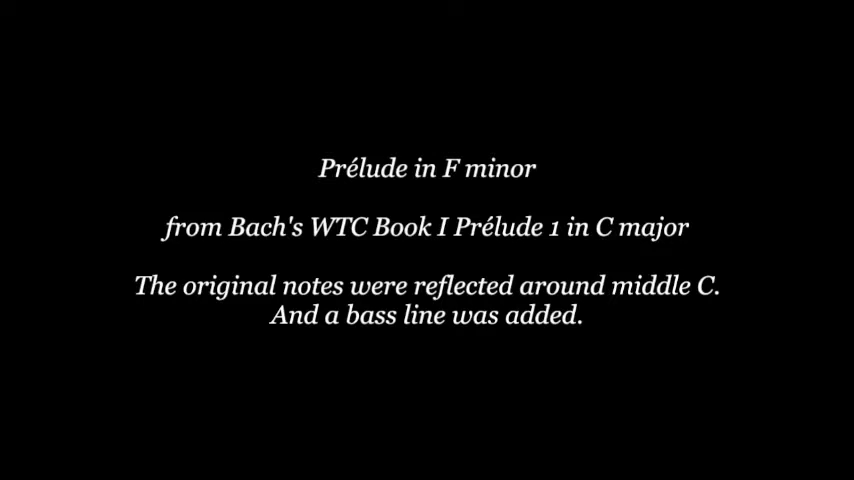 Prélude in F minor
from Bach's WTC Book I Prélude 1 in C major
The original notes were reflected around middle C.
And a bass line was added.